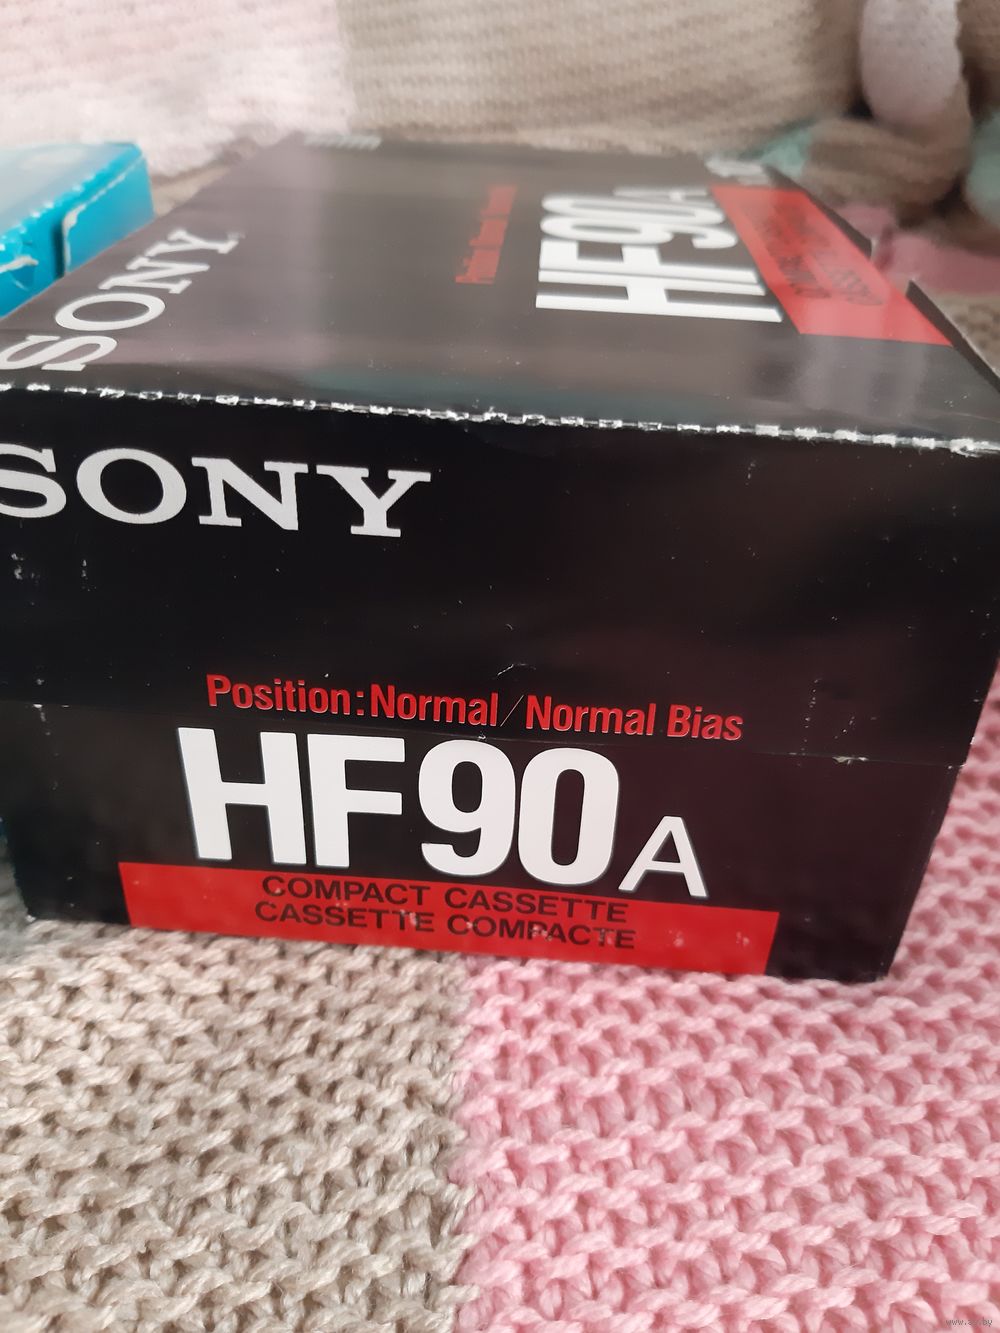 SONY
HF90A
SONY
Position: Normal/Normal Bias
HF90A
COMPACT CASSETTE
CASSETTE COMPACTE